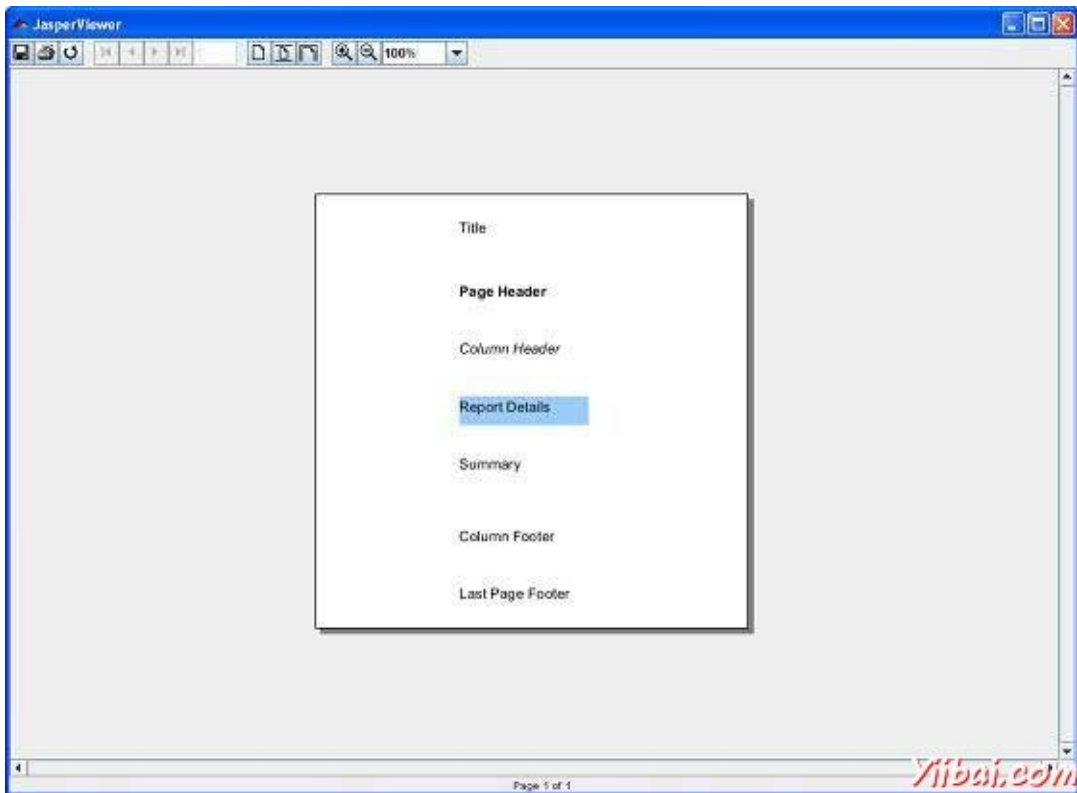 JasperViewer
100%
Title
Page Header
Column Header
Report Details
Summary
Column Footer
Last Page Footer
Page 1 of 1
Yiibai.com